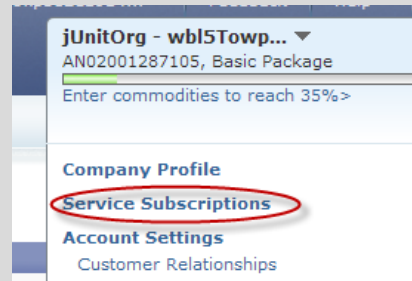 jUnitOrg - wbl5Towp...
AN02001287105, Basic Package
Enter commodities to reach 35%>
Company Profile
Service Subscriptions
Account Settings
Customer Relationships